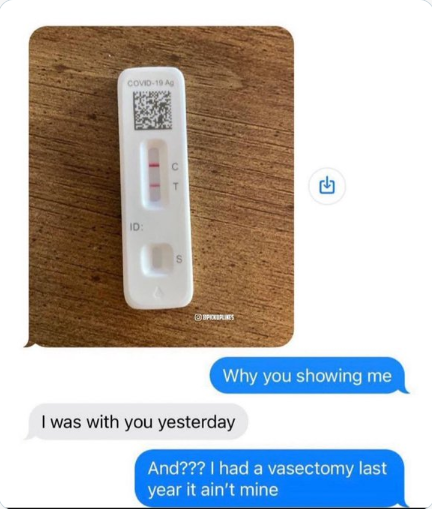 COVID-19 Ag
C
T
ID:
S
Why you showing me
I was with you yesterday
And??? I had a vasectomy last
year it ain't mine